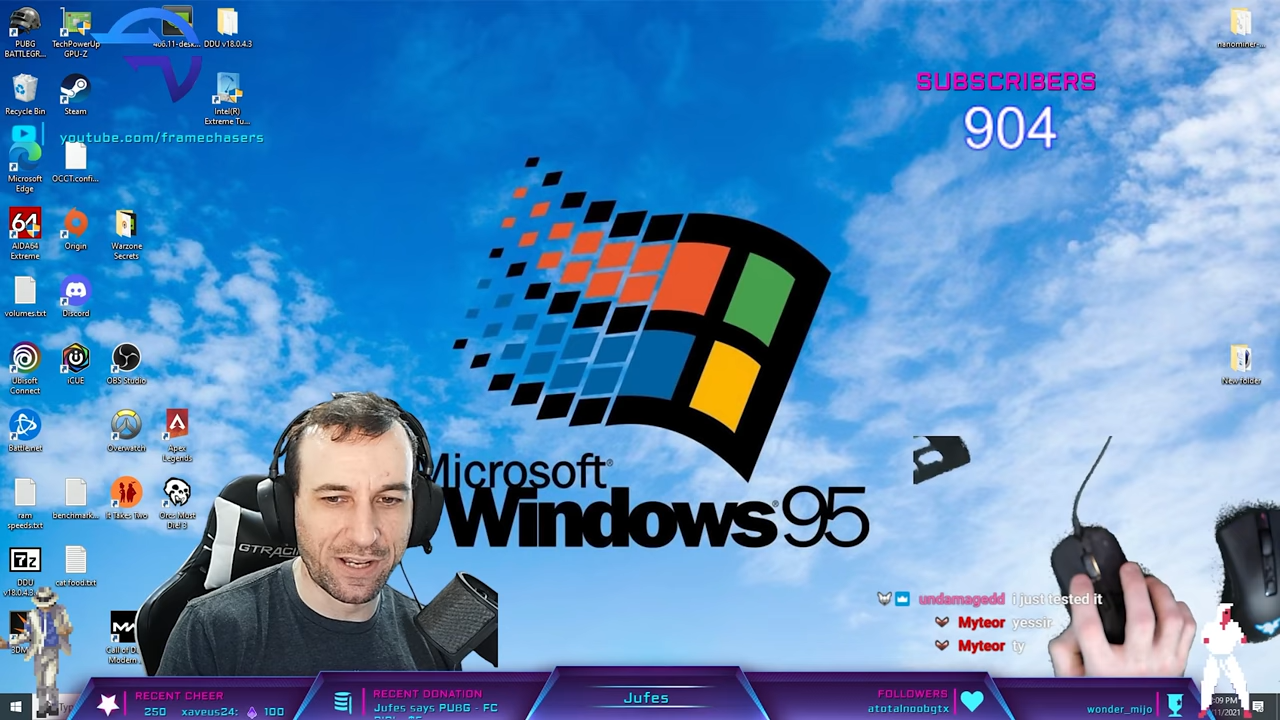 PUBG
BATTLEGR...
TechPowerUp
GPU-Z
DDU v18.0.4.3
nanominer-...
SUBSCRIBERS
904
Recycle Bin
Steam
Intel(R)
Extreme Tu...
youtube.com/framechasers
Microsoft
Edge
OCCT.confi...
64
AIDA64
Extreme
Origin
Warzone
Secrets
volumes.txt
Discord
Ubisoft
Connect
iCUE
OBS Studio
New folder
Battle.net
Overwatch
Apex
Legends
Microsoft®
Windows®95
ram
speeds.txt
benchmark...
It Takes Two
Orcs Must
Die! 3
GTRACI
7z
DDU
v18.0.4.3...
cat food.txt
undamagedd i just tested it
Myteor yessir
Myteor ty
Call of D...
Modern...
RECENT CHEER
250 xaveus24: 100
RECENT DONATION
Jufes says PUBG - FC
Jufes
FOLLOWERS
atotalnoobgtx
wonder_mijo